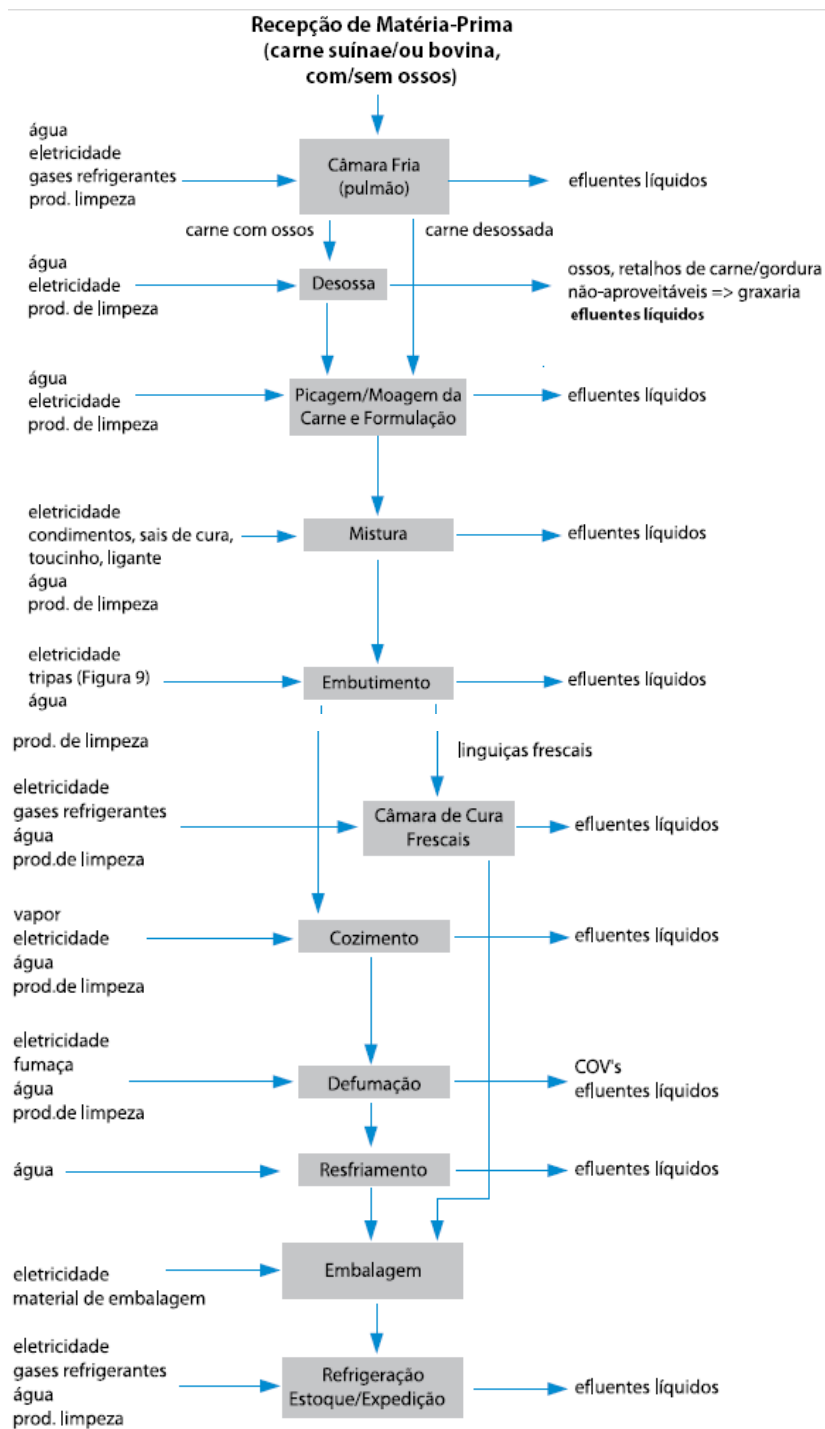 Recepção de Matéria-Prima
(carne suínae/ou bovina,
com/sem ossos)
água
eletricidade
gases refrigerantes
prod. limpeza
Câmara Fria
(pulmão)
efluentes líquidos
carne com ossos
carne desossada
água
eletricidade
prod. de limpeza
Desossa
ossos, retalhos de carne/gordura
não-aproveitáveis => graxaria
efluentes líquidos
água
eletricidade
prod. de limpeza
Picagem/Moagem da
Carne e Formulação
efluentes líquidos
eletricidade
condimentos, sais de cura,
toucinho, ligante
água
prod. de limpeza
Mistura
efluentes líquidos
eletricidade
tripas (Figura 9)
água
prod. de limpeza
Embutimento
efluentes líquidos
linguiças frescais
eletricidade
gases refrigerantes
água
prod.de limpeza
Câmara de Cura
Frescais
efluentes líquidos
vapor
eletricidade
água
prod.de limpeza
Cozimento
efluentes líquidos
eletricidade
fumaça
água
prod.de limpeza
Defumação
COV's
efluentes líquidos
água
Resfriamento
efluentes líquidos
eletricidade
material de embalagem
Embalagem
eletricidade
gases refrigerantes
água
prod. limpeza
Refrigeração
Estoque/Expedição
efluentes líquidos